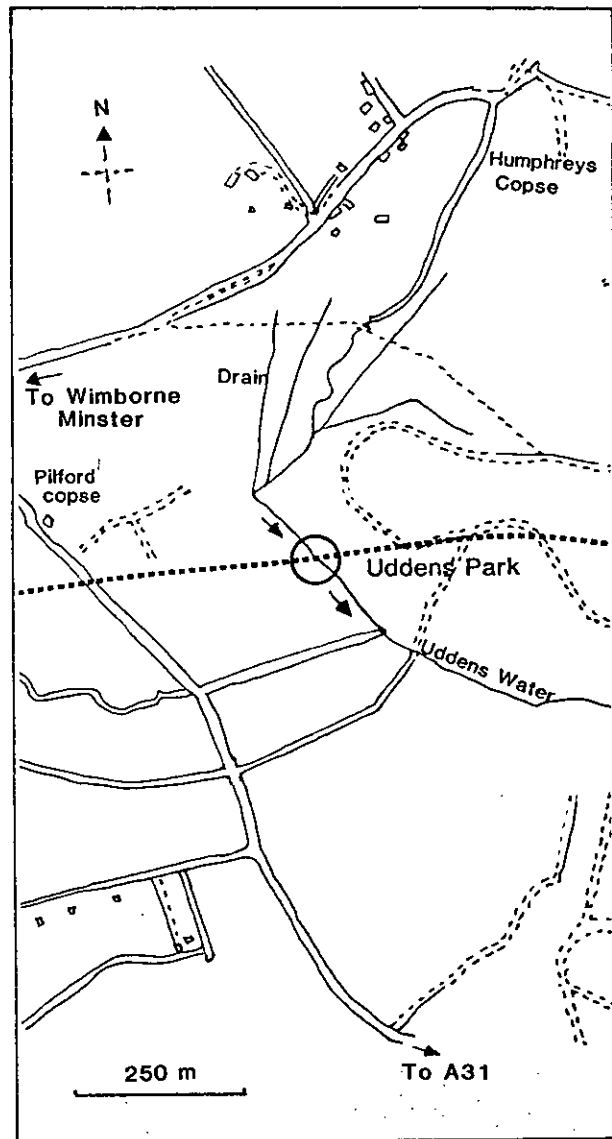 N
Humphreys
Copse
Drain
To Wimborne
Minster
Pilford
copse
Uddens Park
Uddens Water
250 m
To A31